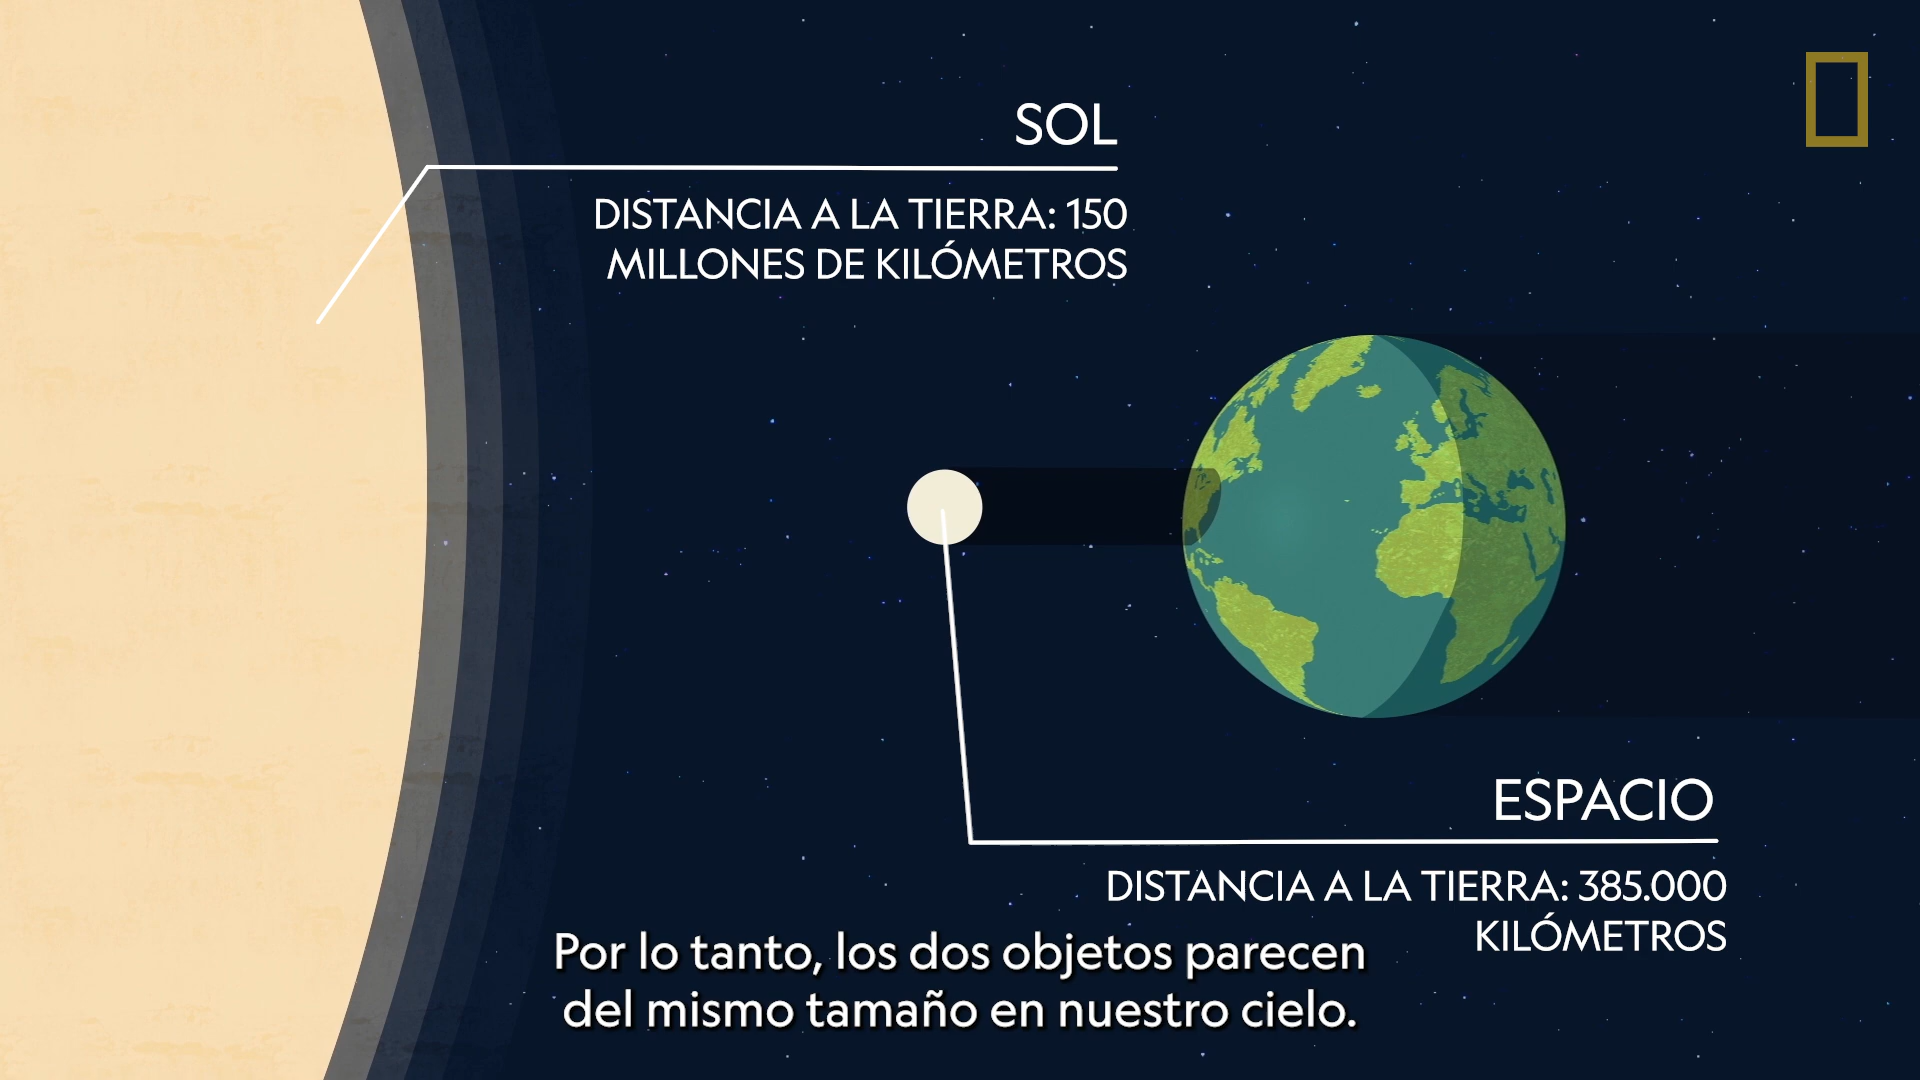 SOL
DISTANCIA A LA TIERRA: 150
MILLONES DE KILÓMETROS
ESPACIO
DISTANCIA A LA TIERRA: 385.000
KILÓMETROS
Por lo tanto, los dos objetos parecen
del mismo tamaño en nuestro cielo.